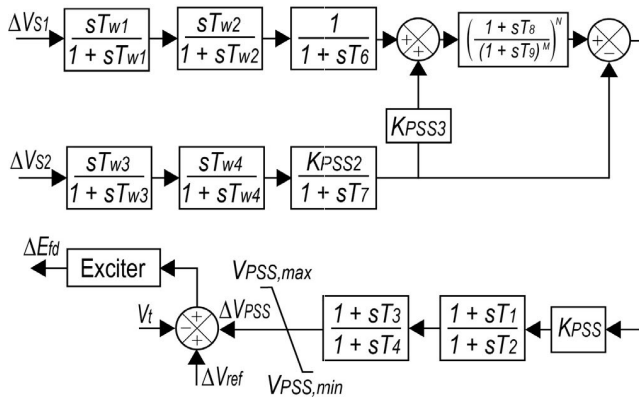 ΔVS1
sTw1
1 + sTw1
sTw2
1 + sTw2
1
1 + sT6
+
+
( 1 + sT8 / (1 + sT9)^M )^N
+
−
KPSS3
ΔVS2
sTw3
1 + sTw3
sTw4
1 + sTw4
KPSS2
1 + sT7
ΔEfd
Exciter
Vt
−
+
+
ΔVref
ΔVPSS
VPSS,max
VPSS,min
1 + sT3
1 + sT4
1 + sT1
1 + sT2
KPSS